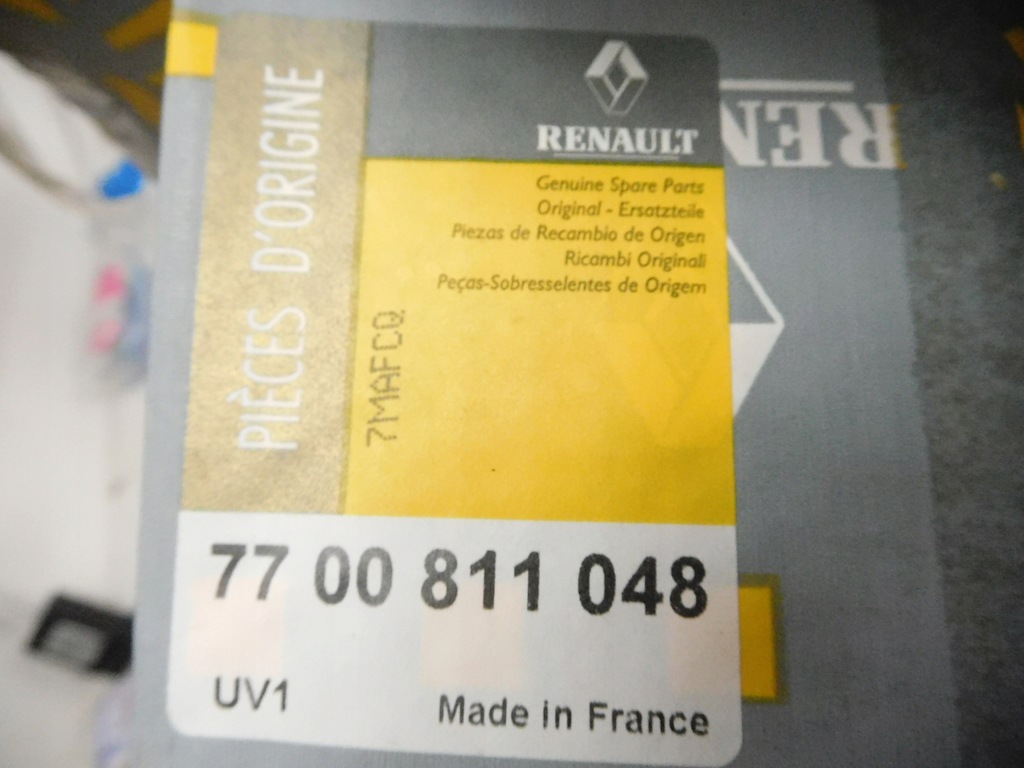 PIÈCES D'ORIGINE
RENAULT
REN
Genuine Spare Parts
Original - Ersatzteile
Piezas de Recambio de Origen
Ricambi Originali
Peças-Sobresselentes de Origem
7MAFCQ
77 00 811 048
UV1
Made in France